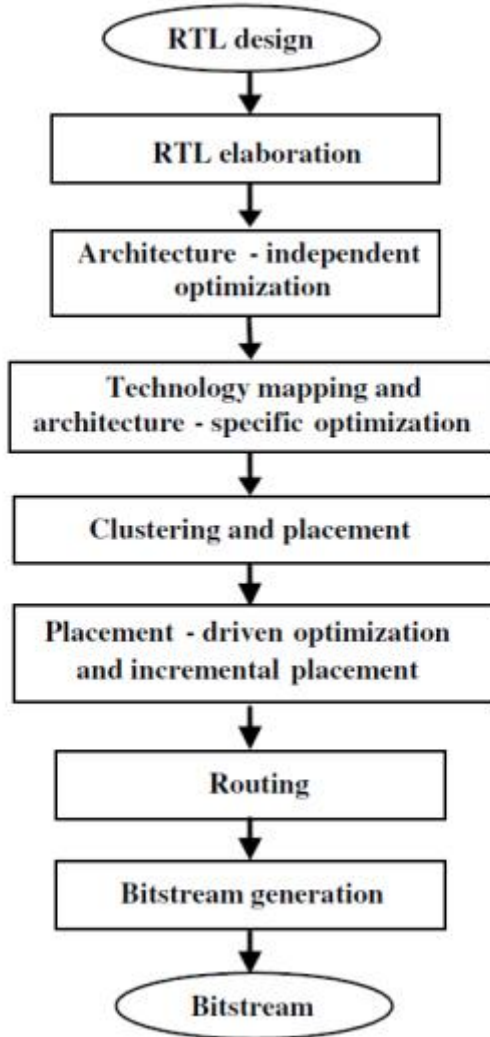 RTL design
RTL elaboration
Architecture - independent
optimization
Technology mapping and
architecture - specific optimization
Clustering and placement
Placement - driven optimization
and incremental placement
Routing
Bitstream generation
Bitstream